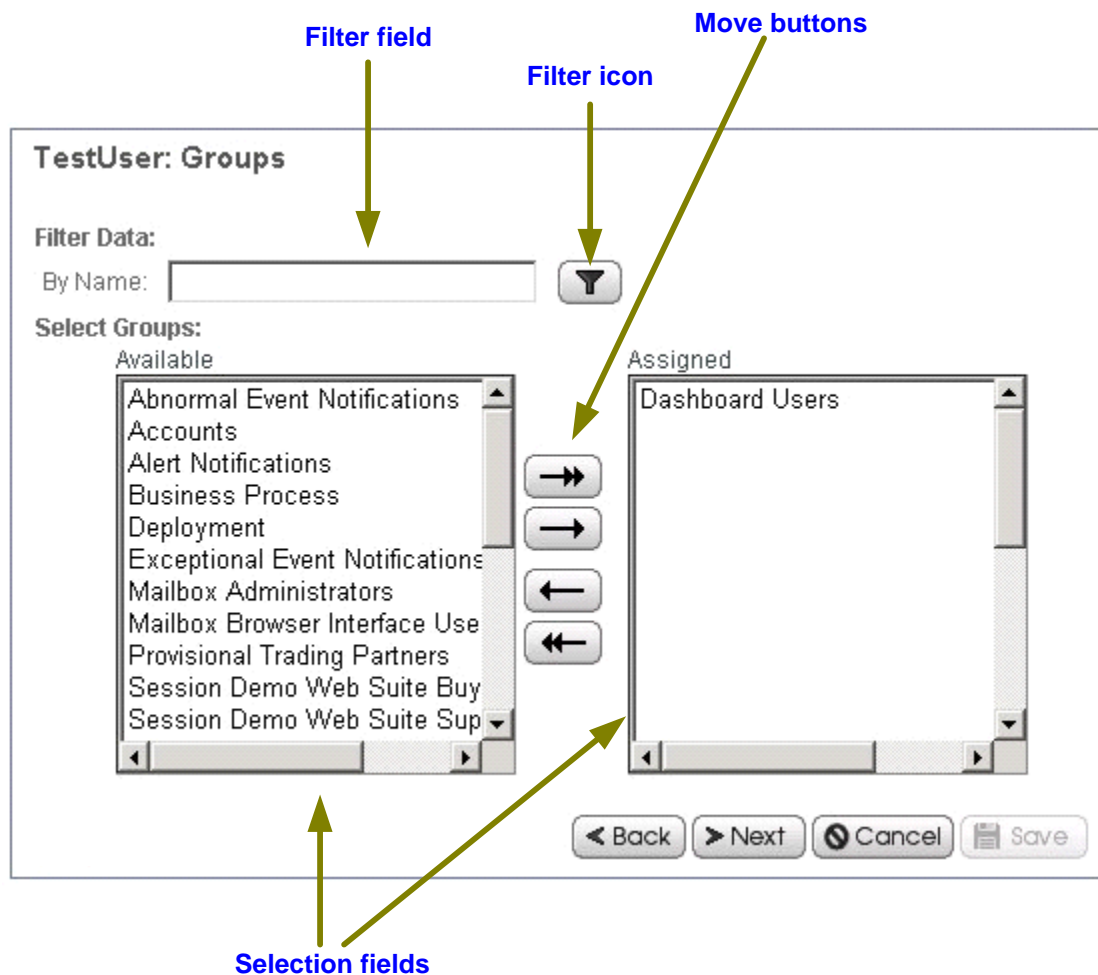 Move buttons
Filter field
Filter icon
TestUser: Groups
Filter Data:
By Name:
Select Groups:
Available
Assigned
Abnormal Event Notifications
Accounts
Alert Notifications
Business Process
Deployment
Exceptional Event Notifications
Mailbox Administrators
Mailbox Browser Interface Use
Provisional Trading Partners
Session Demo Web Suite Buy
Session Demo Web Suite Sup
Dashboard Users
Back Next Cancel Save
Selection fields